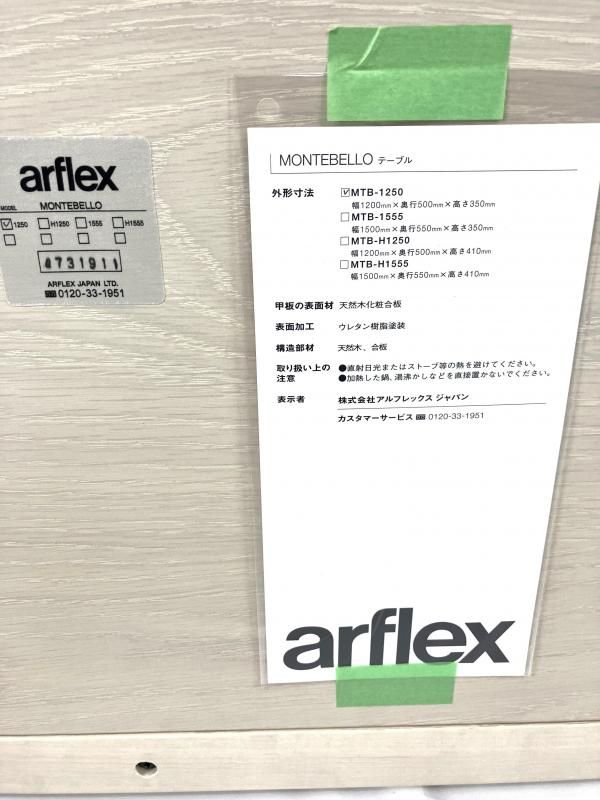 arflex
MODEL MONTEBELLO
☑1250 ☐H1250 ☐1555 ☐H1555
☐ ☐ ☐ ☐
4731911
ARFLEX JAPAN LTD.
0120-33-1951
MONTEBELLO テーブル
外形寸法 ☑MTB-1250
幅1200mm×奥行500mm×高さ350mm
☐MTB-1555
幅1500mm×奥行550mm×高さ350mm
☐MTB-H1250
幅1200mm×奥行500mm×高さ410mm
☐MTB-H1555
幅1500mm×奥行550mm×高さ410mm
甲板の表面材 天然木化粧合板
表面加工 ウレタン樹脂塗装
構造部材 天然木、合板
取り扱い上の ●直射日光またはストーブ等の熱を避けてください。
注意 ●加熱した鍋、湯沸かしなどを直接置かないでください。
表示者 株式会社アルフレックス ジャパン
カスタマーサービス 0120-33-1951
arflex